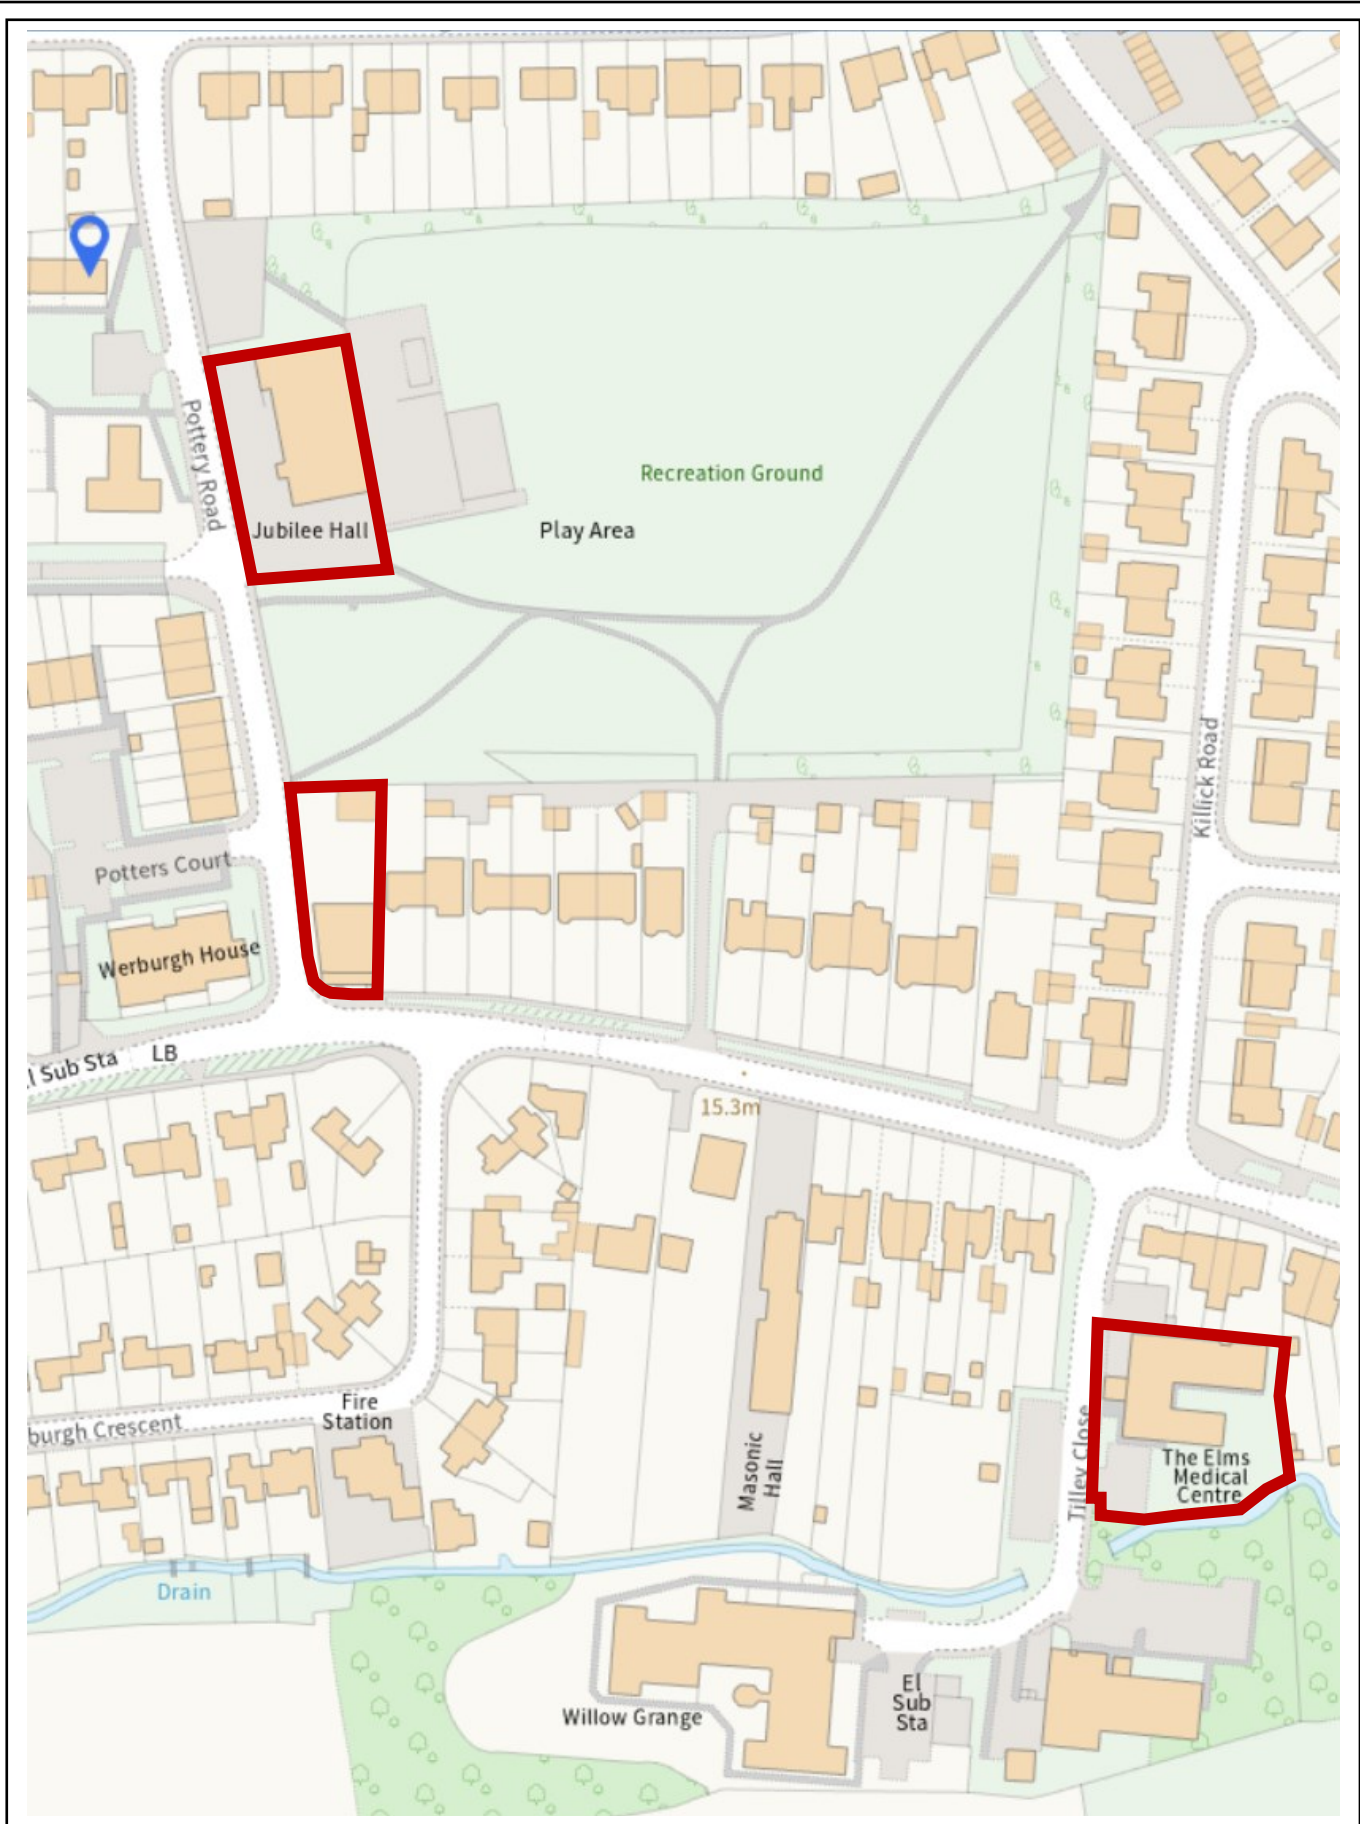 Pottery Road
Recreation Ground
Jubilee Hall
Play Area
Killick Road
Potters Court
Werburgh House
l Sub Sta
LB
15.3m
Fire
Station
burgh Crescent
Masonic
Hall
Tilley Close
The Elms
Medical
Centre
Drain
Willow Grange
El
Sub
Sta